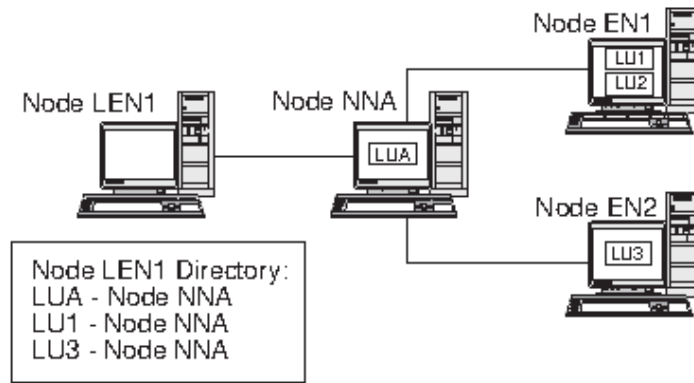 Node EN1
LU1
LU2
Node LEN1
Node NNA
LUA
Node EN2
LU3
Node LEN1 Directory:
LUA - Node NNA
LU1 - Node NNA
LU3 - Node NNA